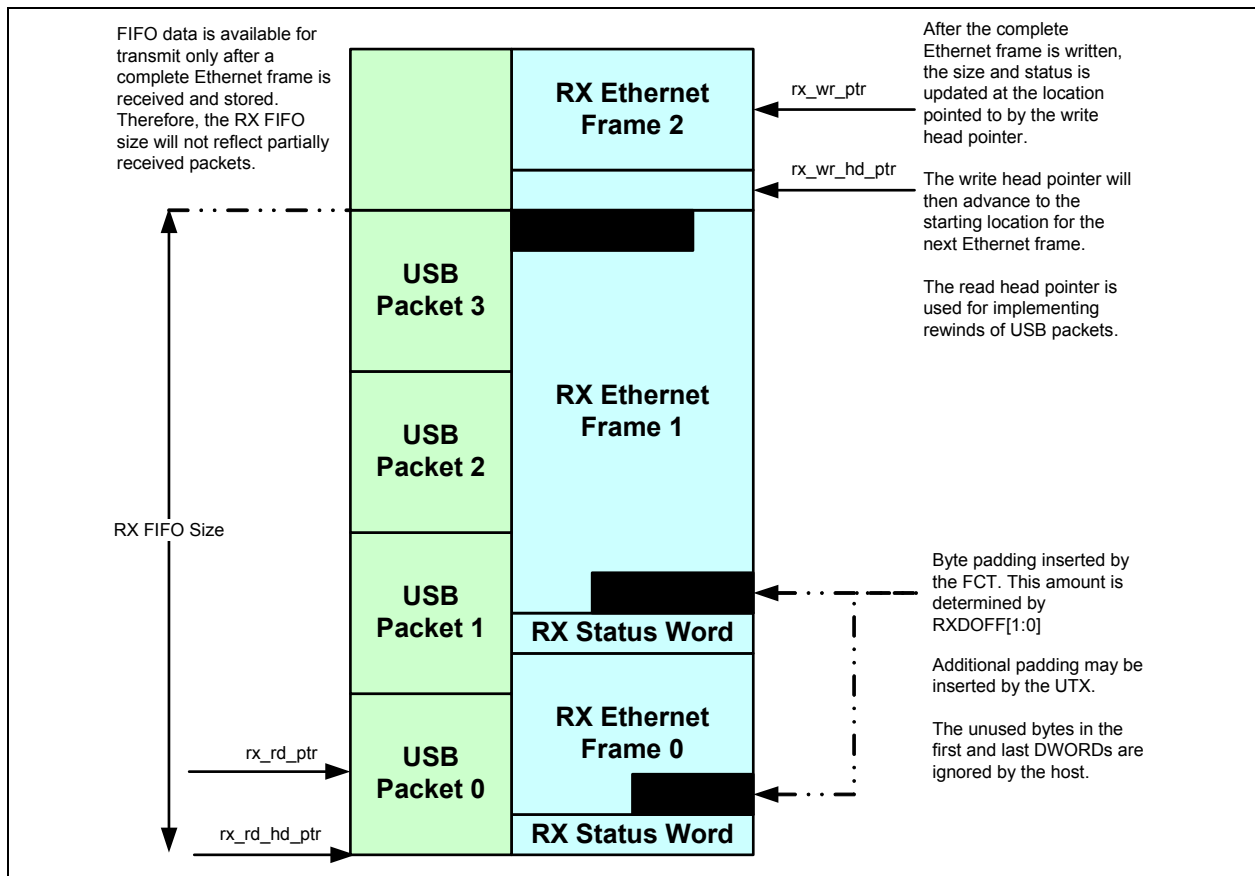 FIFO data is available for
transmit only after a
complete Ethernet frame is
received and stored.
Therefore, the RX FIFO
size will not reflect partially
received packets.
RX Ethernet
Frame 2
rx_wr_ptr
After the complete
Ethernet frame is written,
the size and status is
updated at the location
pointed to by the write
head pointer.
rx_wr_hd_ptr
The write head pointer will
then advance to the
starting location for the
next Ethernet frame.
The read head pointer is
used for implementing
rewinds of USB packets.
USB
Packet 3
RX Ethernet
Frame 1
USB
Packet 2
RX FIFO Size
USB
Packet 1
RX Status Word
Byte padding inserted by
the FCT. This amount is
determined by
RXDOFF[1:0]
Additional padding may be
inserted by the UTX.
The unused bytes in the
first and last DWORDs are
ignored by the host.
RX Ethernet
Frame 0
rx_rd_ptr
USB
Packet 0
rx_rd_hd_ptr
RX Status Word